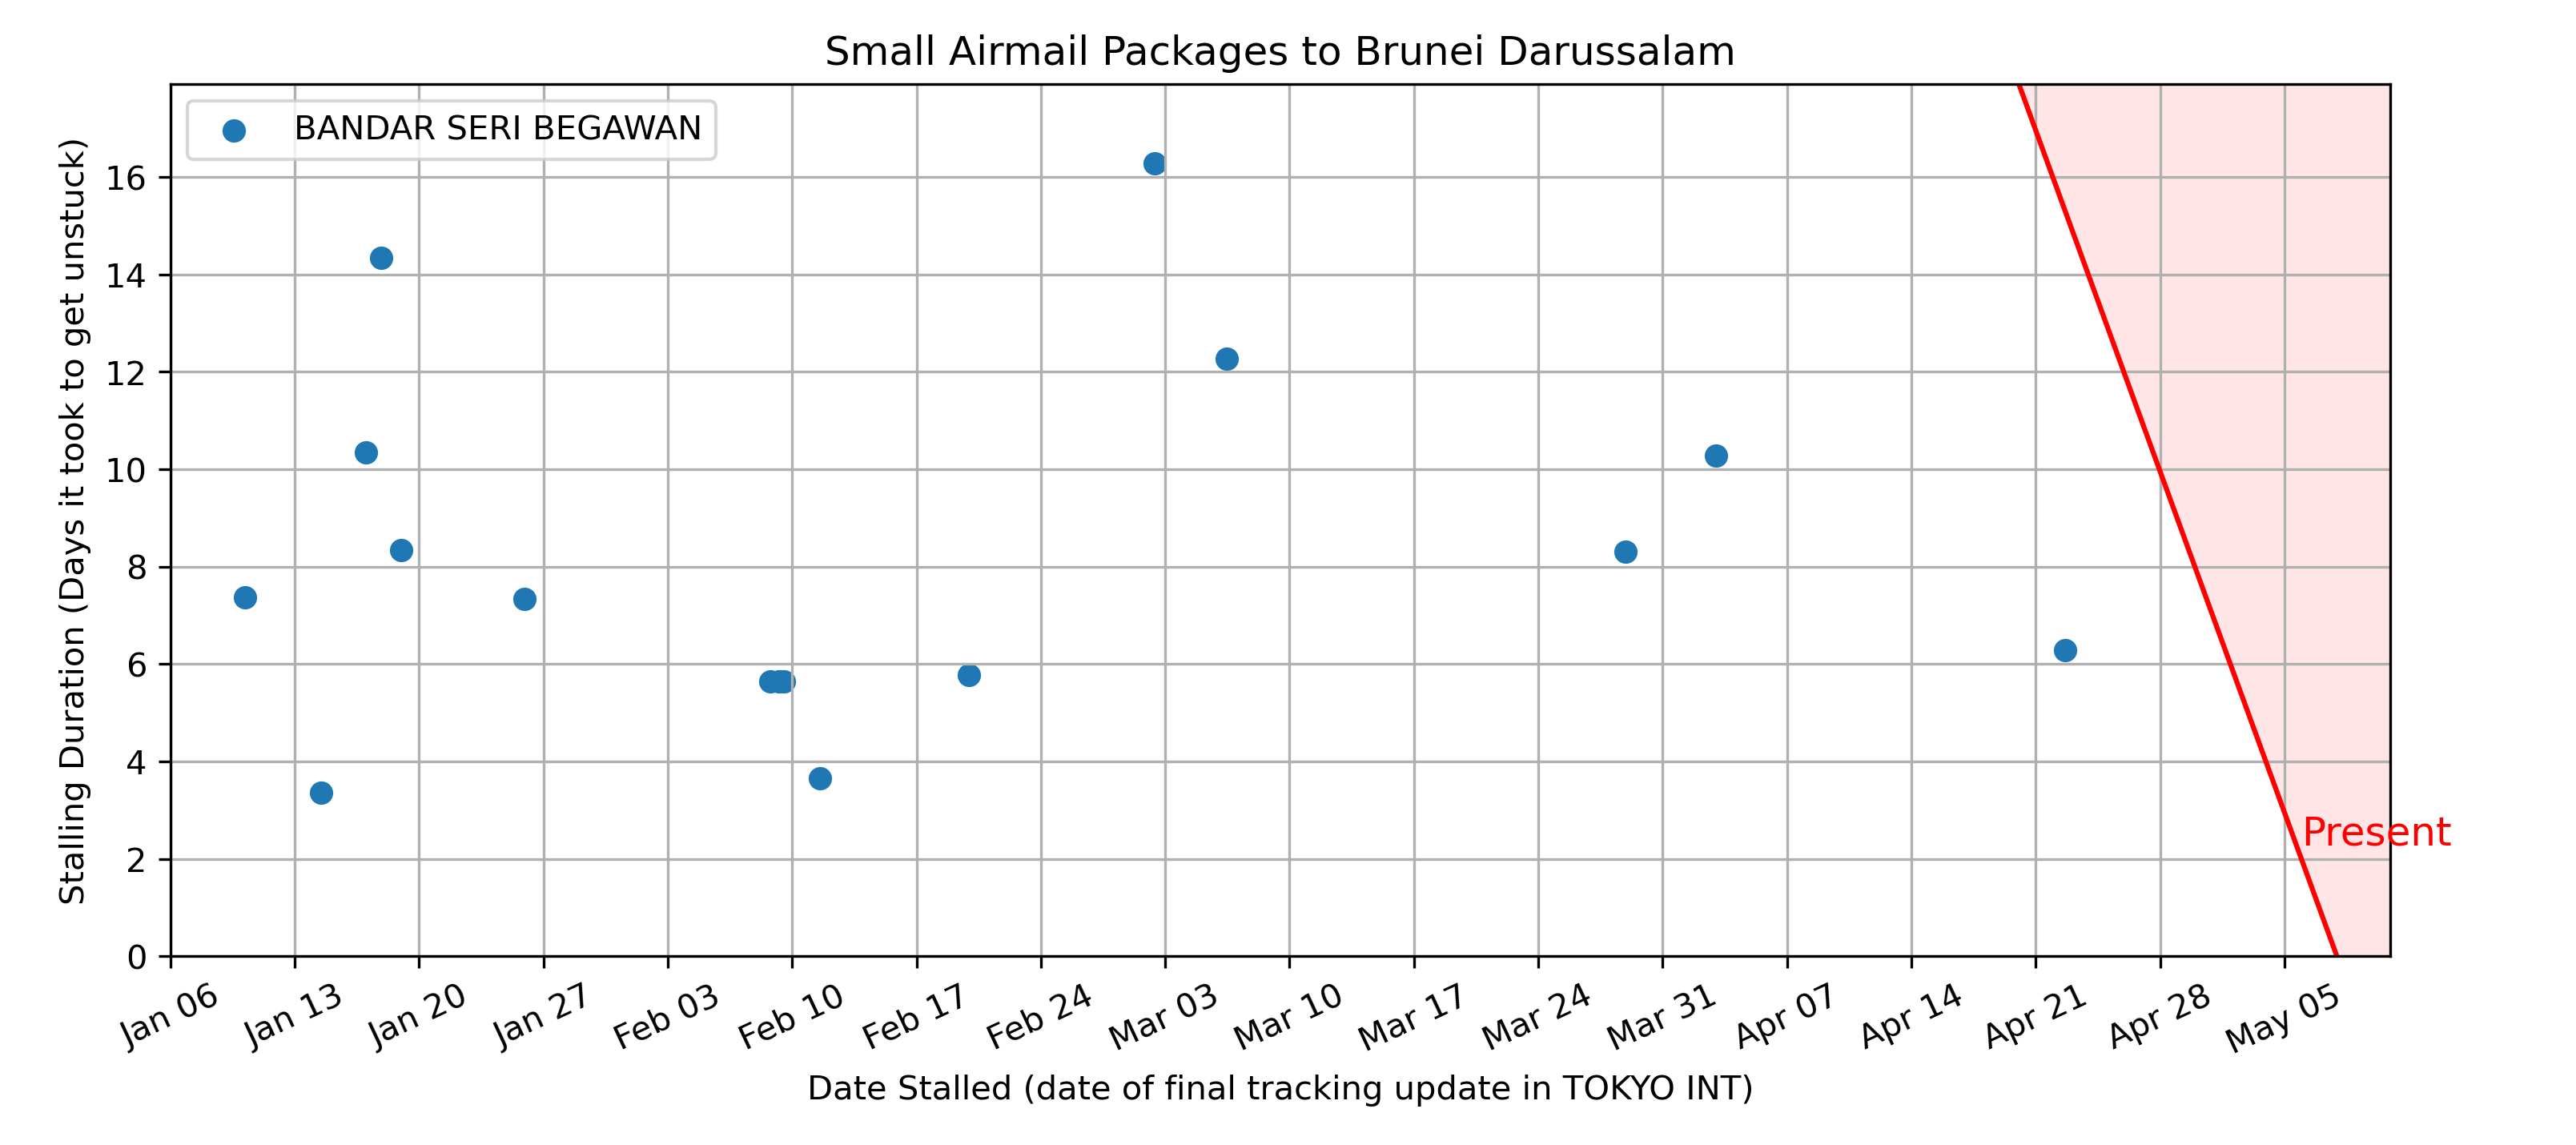 Small Airmail Packages to Brunei Darussalam
BANDAR SERI BEGAWAN
Stalling Duration (Days it took to get unstuck)
16
14
12
10
8
6
4
2
0
Present
Jan 06
Jan 13
Jan 20
Jan 27
Feb 03
Feb 10
Feb 17
Feb 24
Mar 03
Mar 10
Mar 17
Mar 24
Mar 31
Apr 07
Apr 14
Apr 21
Apr 28
May 05
Date Stalled (date of final tracking update in TOKYO INT)